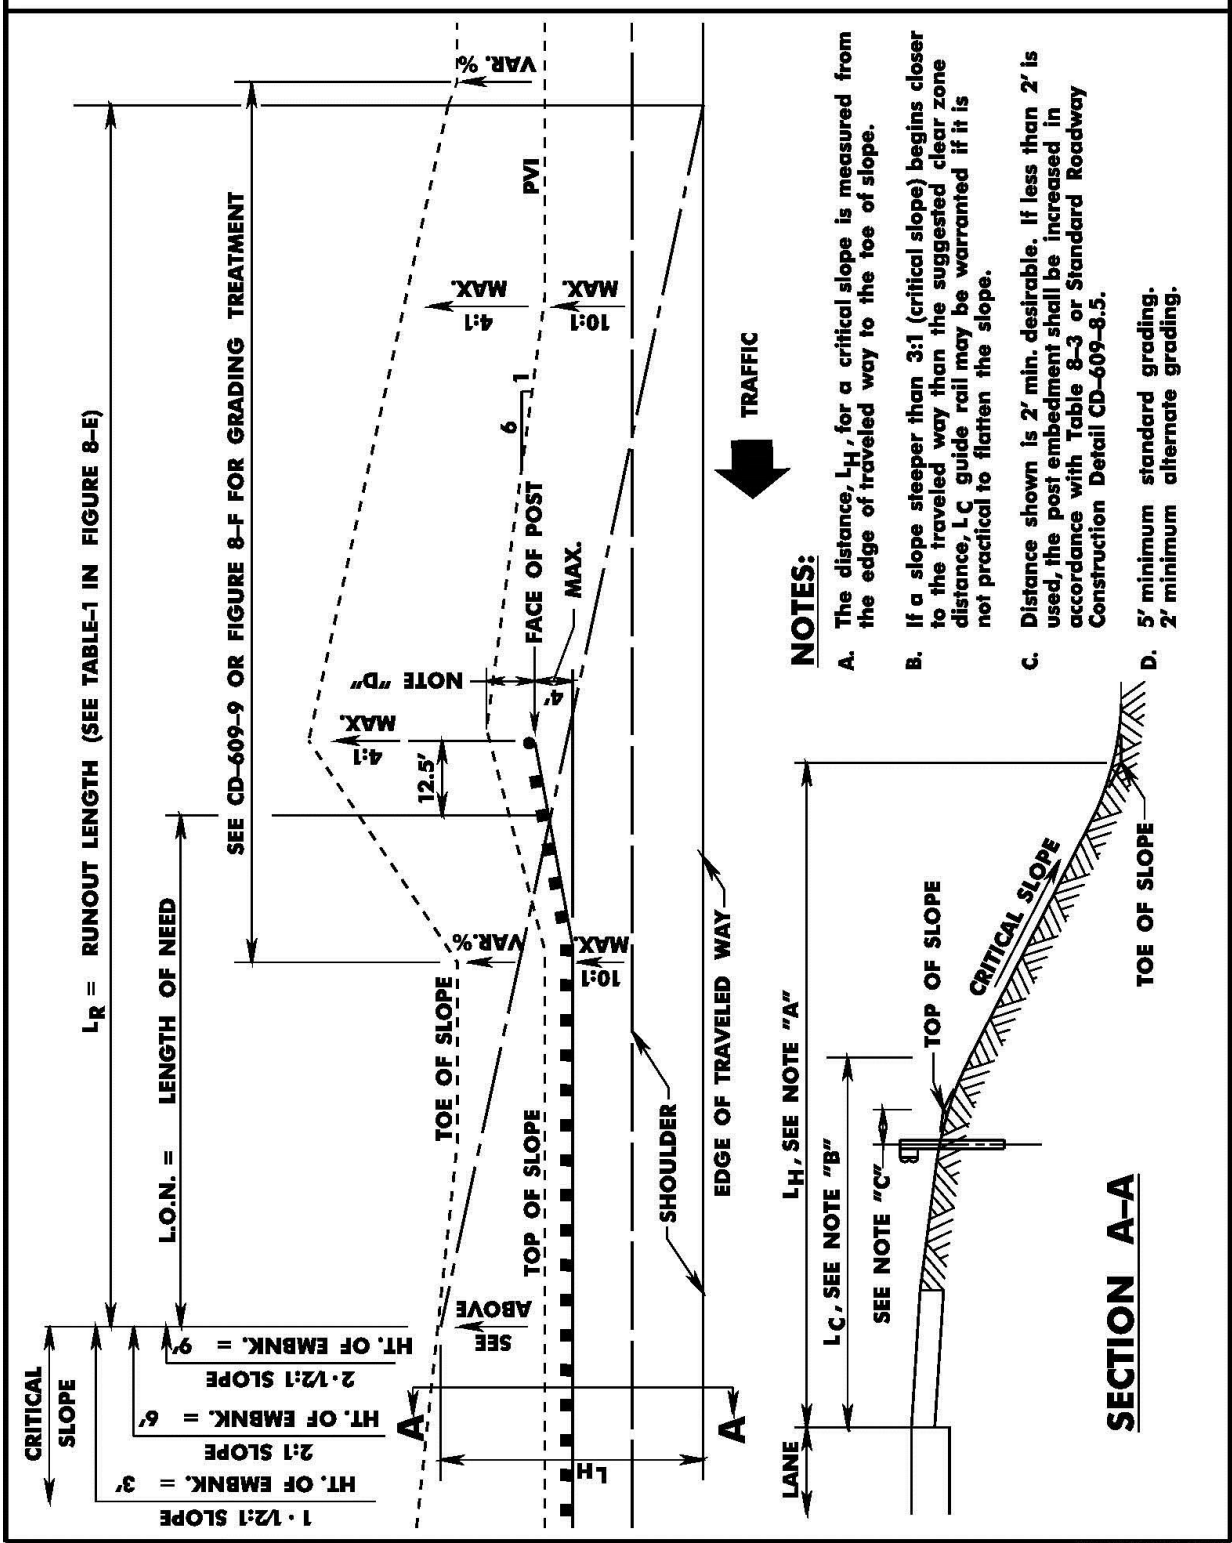 LR = RUNOUT LENGTH (SEE TABLE-1 IN FIGURE 8-E)
SEE CD-609-9 OR FIGURE 8-F FOR GRADING TREATMENT
L.O.N. = LENGTH OF NEED
CRITICAL
SLOPE
1 - 1/2:1 SLOPE
HT. OF EMBNK. = 3'
2:1 SLOPE
HT. OF EMBNK. = 6'
2-1/2:1 SLOPE
HT. OF EMBNK. = 9'
SEE
ABOVE
TOE OF SLOPE
VAR.%
12.5'
4:1
MAX.
NOTE "D"
4:1
MAX.
VAR. %
TOP OF SLOPE
10:1
MAX.
FACE OF POST
4'
MAX.
6
1
10:1
MAX.
PVI
A
A
LH
SHOULDER
EDGE OF TRAVELED WAY
TRAFFIC
LANE
LH, SEE NOTE "A"
LC, SEE NOTE "B"
SEE NOTE "C"
TOP OF SLOPE
CRITICAL SLOPE
TOE OF SLOPE
SECTION A-A
NOTES:
A. The distance, LH, for a critical slope is measured from
the edge of traveled way to the toe of slope.
B. If a slope steeper than 3:1 (critical slope) begins closer
to the traveled way than the suggested clear zone
distance, LC guide rail may be warranted if it is
not practical to flatten the slope.
C. Distance shown is 2' min. desirable. If less than 2' is
used, the post embedment shall be increased in
accordance with Table 8-3 or Standard Roadway
Construction Detail CD-609-8.5.
D. 5' minimum standard grading.
2' minimum alternate grading.